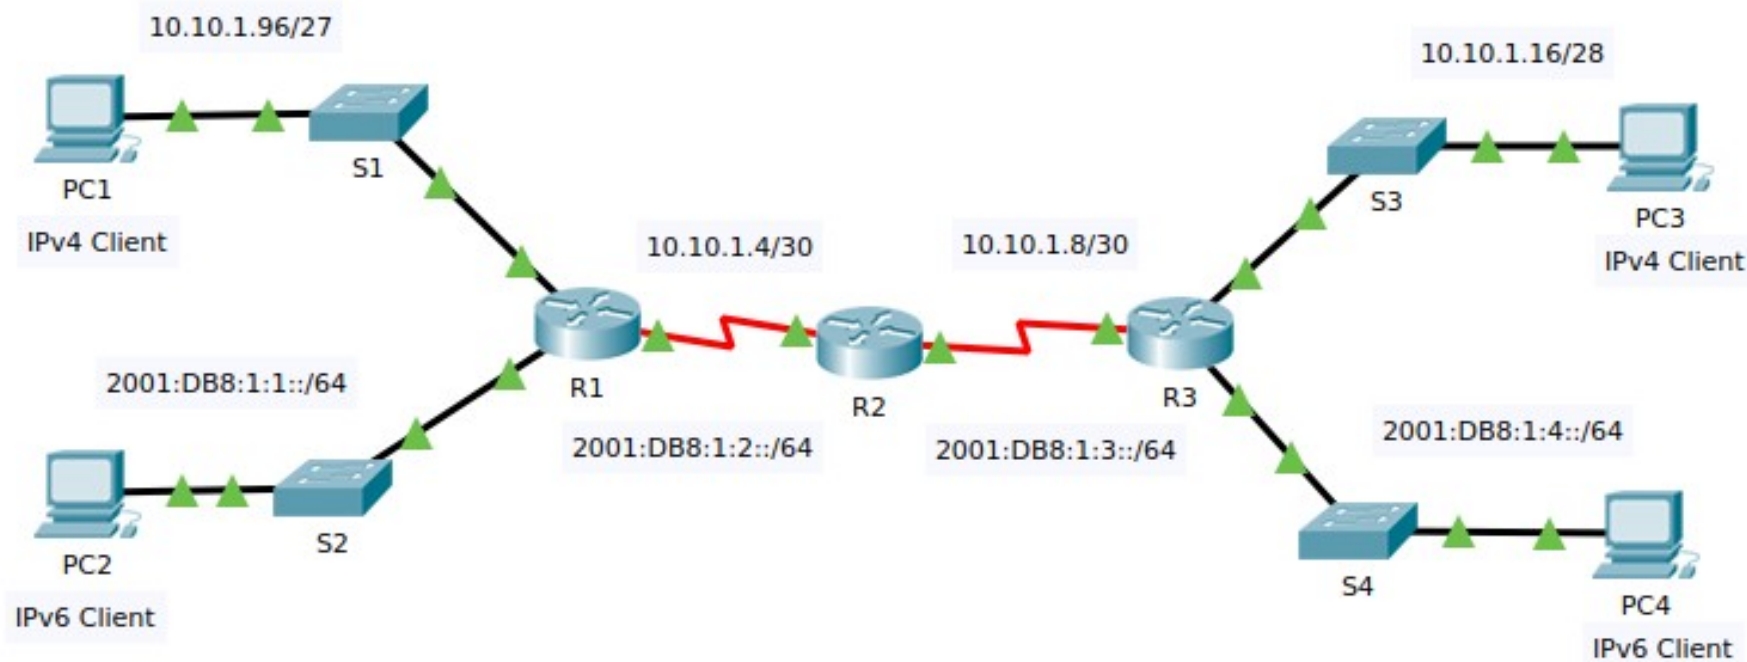 10.10.1.96/27
10.10.1.16/28
S1
PC1
S3
PC3
IPv4 Client
10.10.1.4/30
10.10.1.8/30
IPv4 Client
2001:DB8:1:1::/64
R1
R2
R3
2001:DB8:1:2::/64
2001:DB8:1:3::/64
2001:DB8:1:4::/64
S2
PC2
S4
PC4
IPv6 Client
IPv6 Client